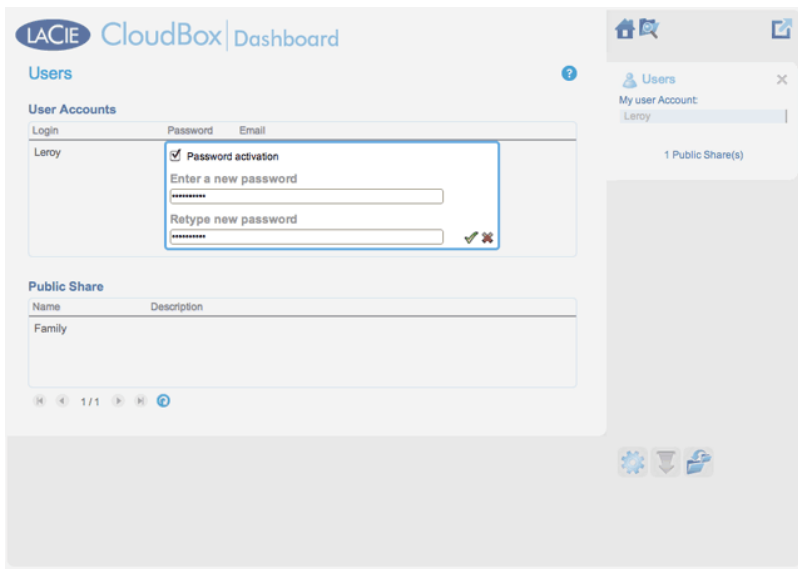 LACIE CloudBox Dashboard
Users
User Accounts
Login Password Email
Leroy
Password activation
Enter a new password
••••••••••
Retype new password
••••••••••
Public Share
Name Description
Family
1 / 1
Users
My user Account:
Leroy
1 Public Share(s)